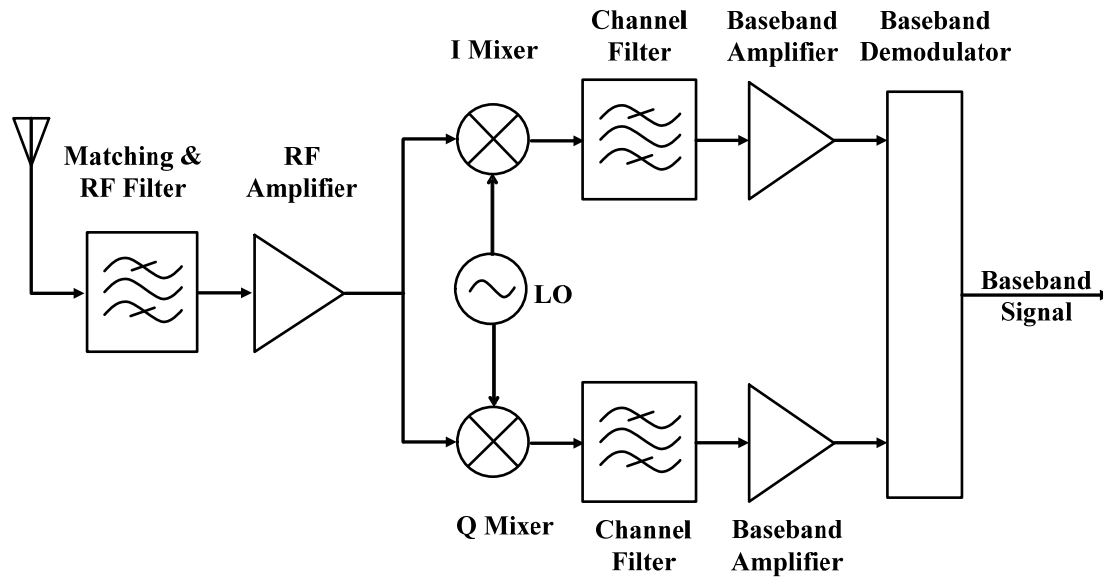 Channel
Filter
Baseband
Amplifier
Baseband
Demodulator
I Mixer
Matching &
RF Filter
RF
Amplifier
LO
Baseband
Signal
Q Mixer
Channel
Filter
Baseband
Amplifier